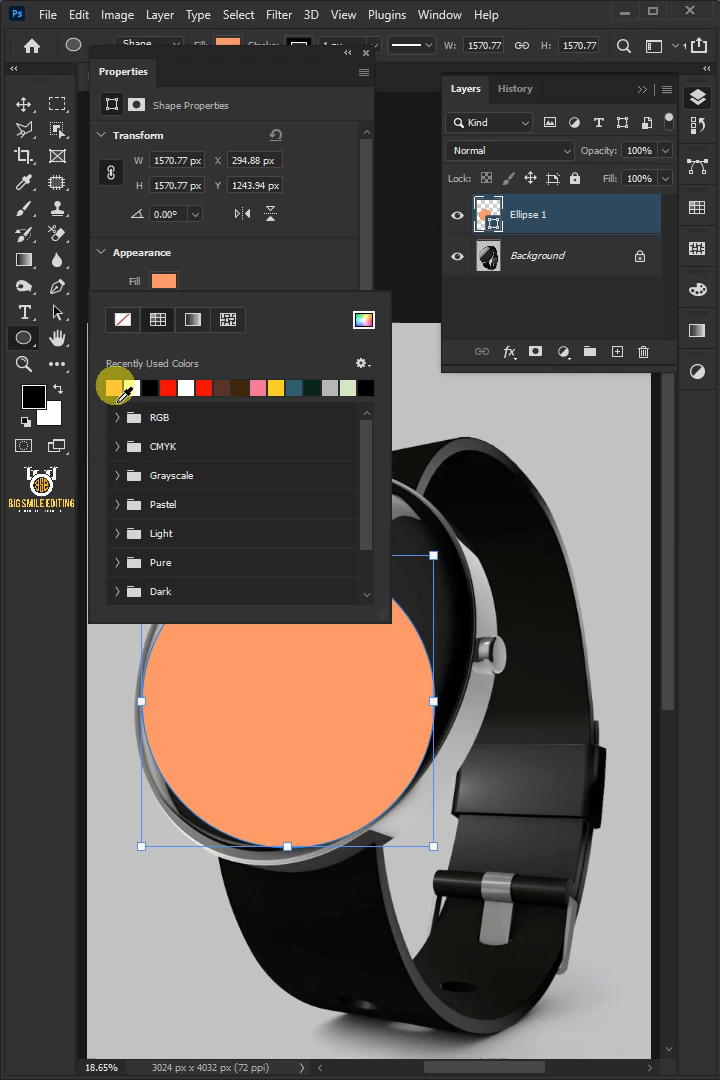 Ps File Edit Image Layer Type Select Filter 3D View Plugins Window Help
W: 1570.77 H: 1570.77
Properties
Shape Properties
Transform
W 1570.77 px X 294.88 px
H 1570.77 px Y 1243.94 px
0.00°
Appearance
Fill
Recently Used Colors
RGB
CMYK
Grayscale
Pastel
Light
Pure
Dark
Layers History
Kind
Normal Opacity: 100%
Lock: Fill: 100%
Ellipse 1
Background
fx
BIG SMILE EDITING
18.65% 3024 px x 4032 px (72 ppi)